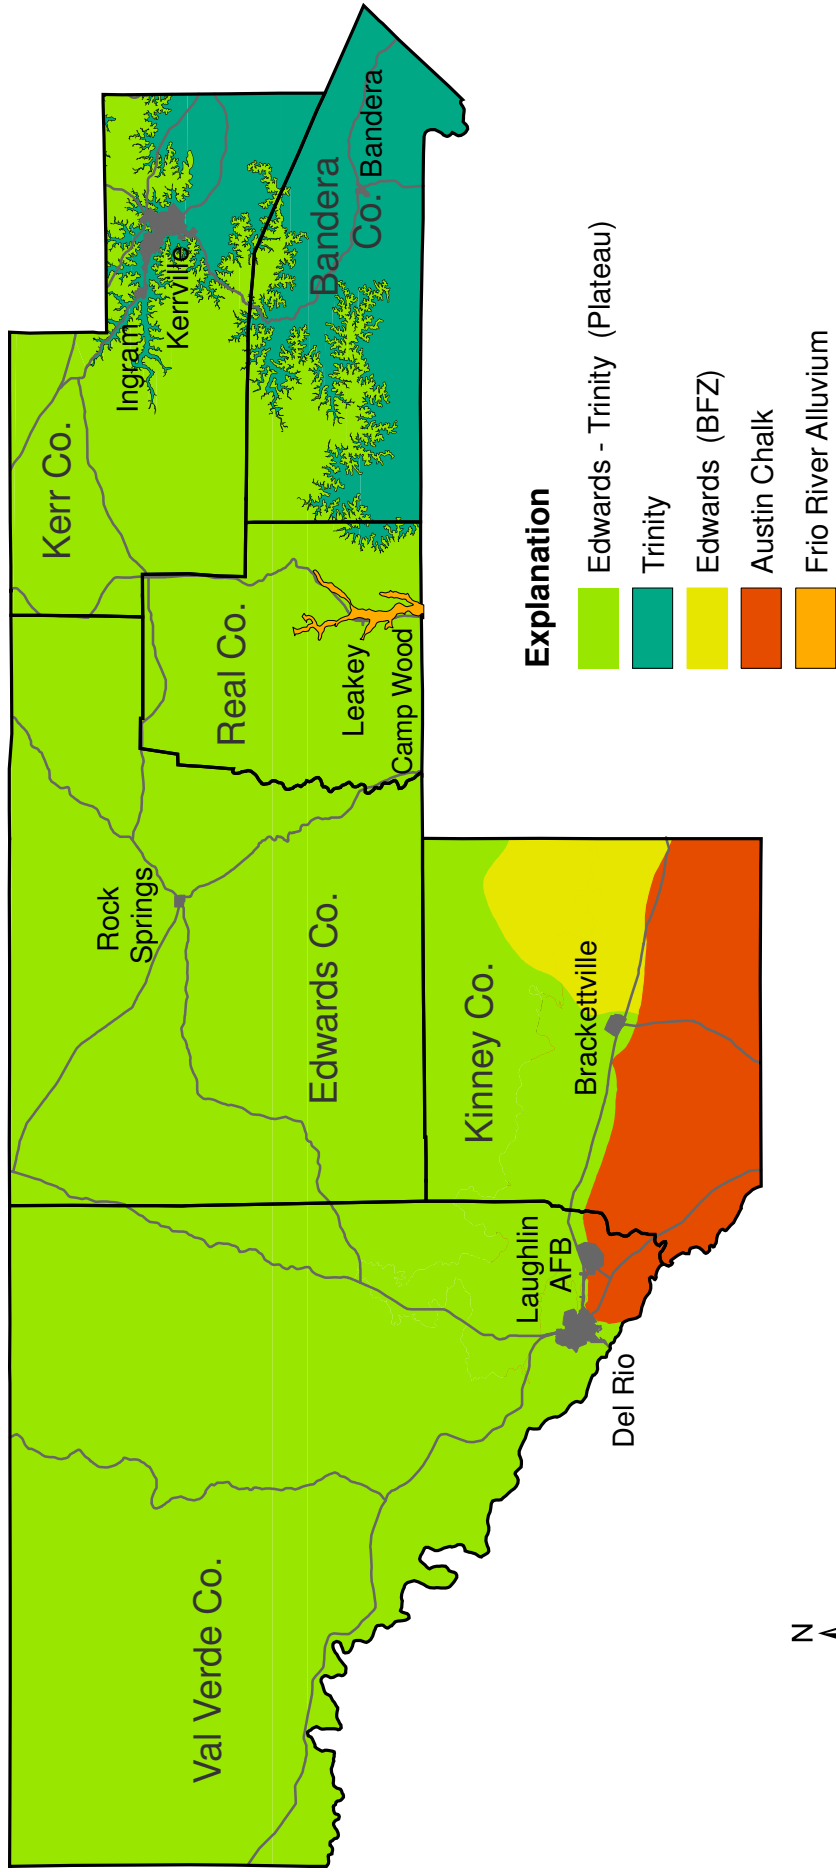 Kerr Co.
Ingram
Kerrville
Bandera
Co.
Bandera
Real Co.
Leakey
Camp Wood
Rock
Springs
Edwards Co.
Kinney Co.
Brackettville
Val Verde Co.
Laughlin
AFB
Del Rio
Explanation
Edwards - Trinity (Plateau)
Trinity
Edwards (BFZ)
Austin Chalk
Frio River Alluvium
N